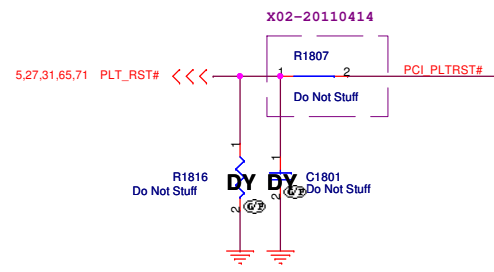 X02-20110414
R1807
5,27,31,65,71 PLT_RST# 1 2 PCI_PLTRST#
Do Not Stuff
1 1
R1816 DY DY C1801
Do Not Stuff Do Not Stuff
2 G/P 2 G/P